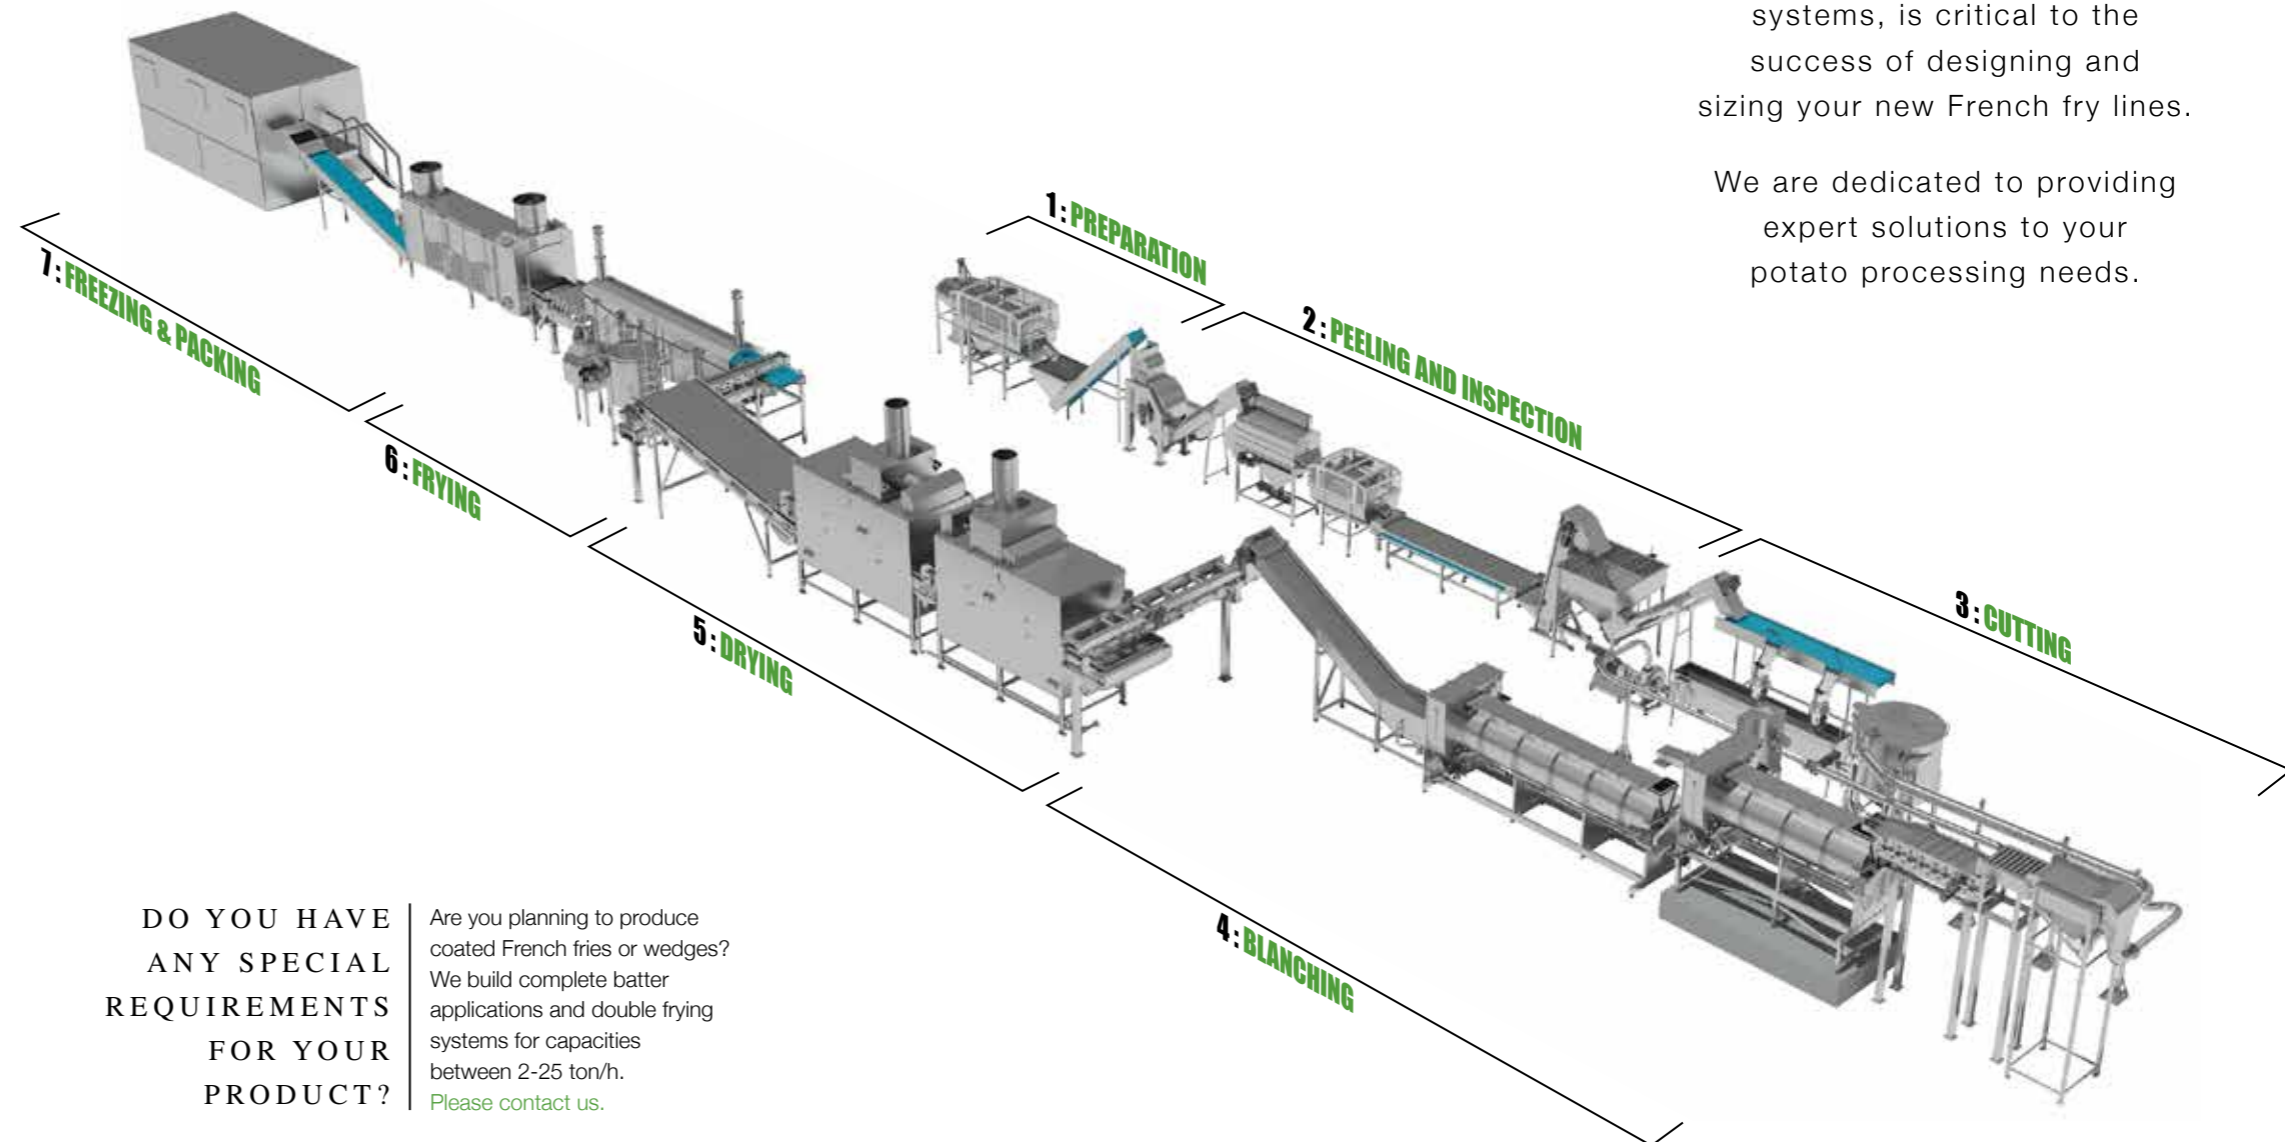 systems, is critical to the
success of designing and
sizing your new French fry lines.
We are dedicated to providing
expert solutions to your
potato processing needs.
1: PREPARATION
2: PEELING AND INSPECTION
3: CUTTING
4: BLANCHING
5: DRYING
6: FRYING
7: FREEZING & PACKING
DO YOU HAVE
ANY SPECIAL
REQUIREMENTS
FOR YOUR
PRODUCT?
Are you planning to produce
coated French fries or wedges?
We build complete batter
applications and double frying
systems for capacities
between 2-25 ton/h.
Please contact us.